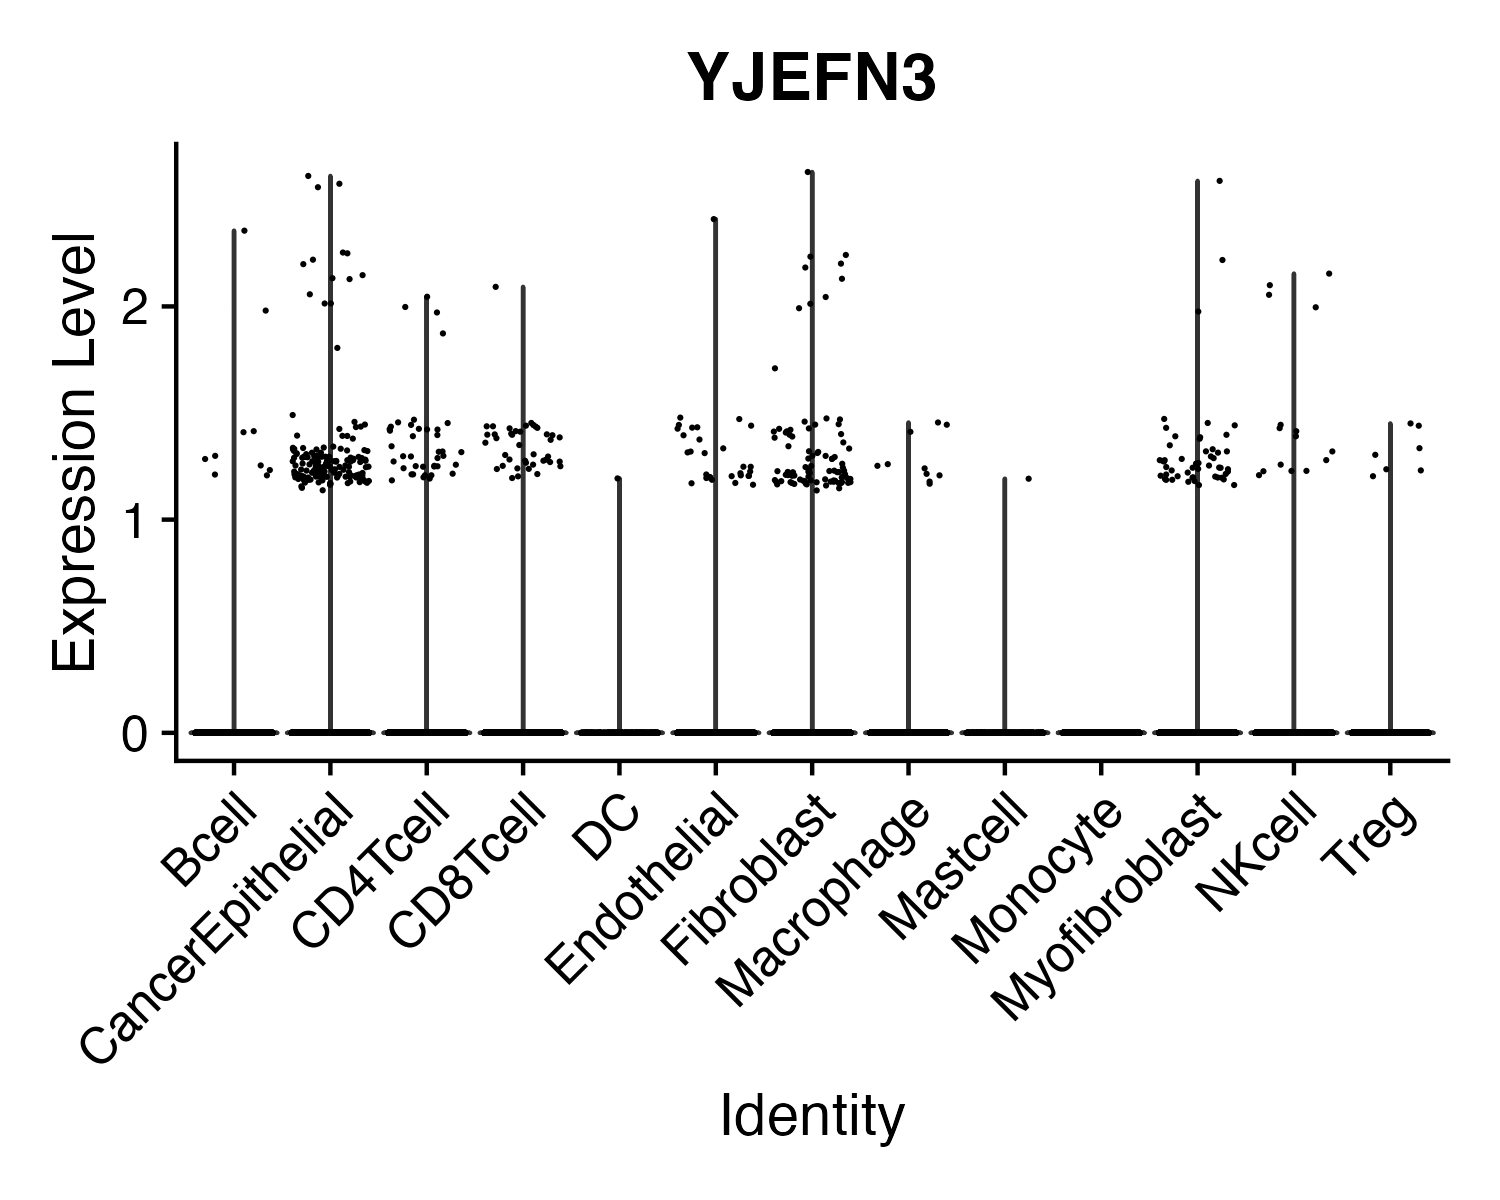 YJEFN3
Expression Level
2
1
0
Bcell
CancerEpithelial
CD4Tcell
CD8Tcell
DC
Endothelial
Fibroblast
Macrophage
Mastcell
Monocyte
Myofibroblast
NKcell
Treg
Identity